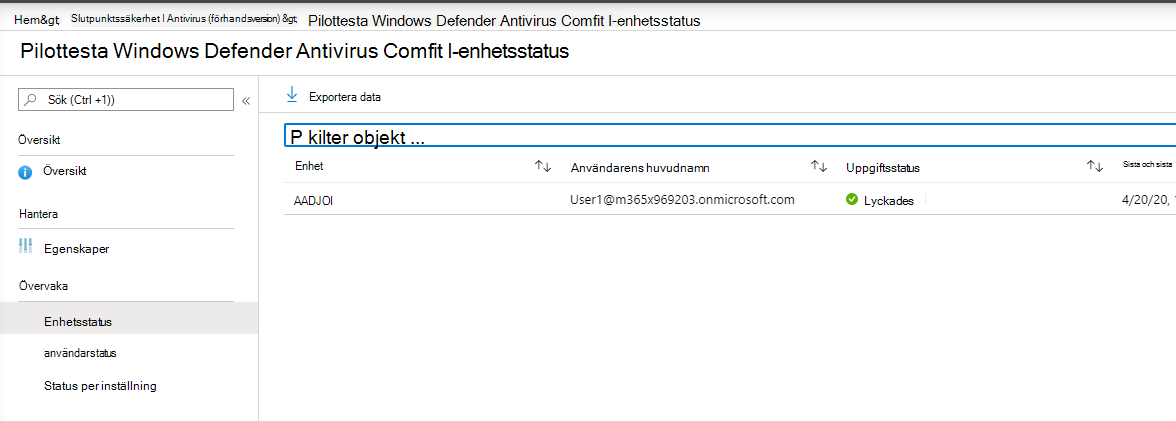 Hem&gt; Slutpunktssäkerhet I Antivirus (förhandsversion) &gt; Pilottesta Windows Defender Antivirus Comfit I-enhetsstatus
Pilottesta Windows Defender Antivirus Comfit I-enhetsstatus
Sök (Ctrl +1))
«
Exportera data
P kilter objekt ...
Översikt
Översikt
Hantera
Egenskaper
Övervaka
Enhetsstatus
användarstatus
Status per inställning
Enhet
Användarens huvudnamn
Uppgiftsstatus
Sista och sista
AADJOI
User1@m365x969203.onmicrosoft.com
Lyckades
4/20/20,